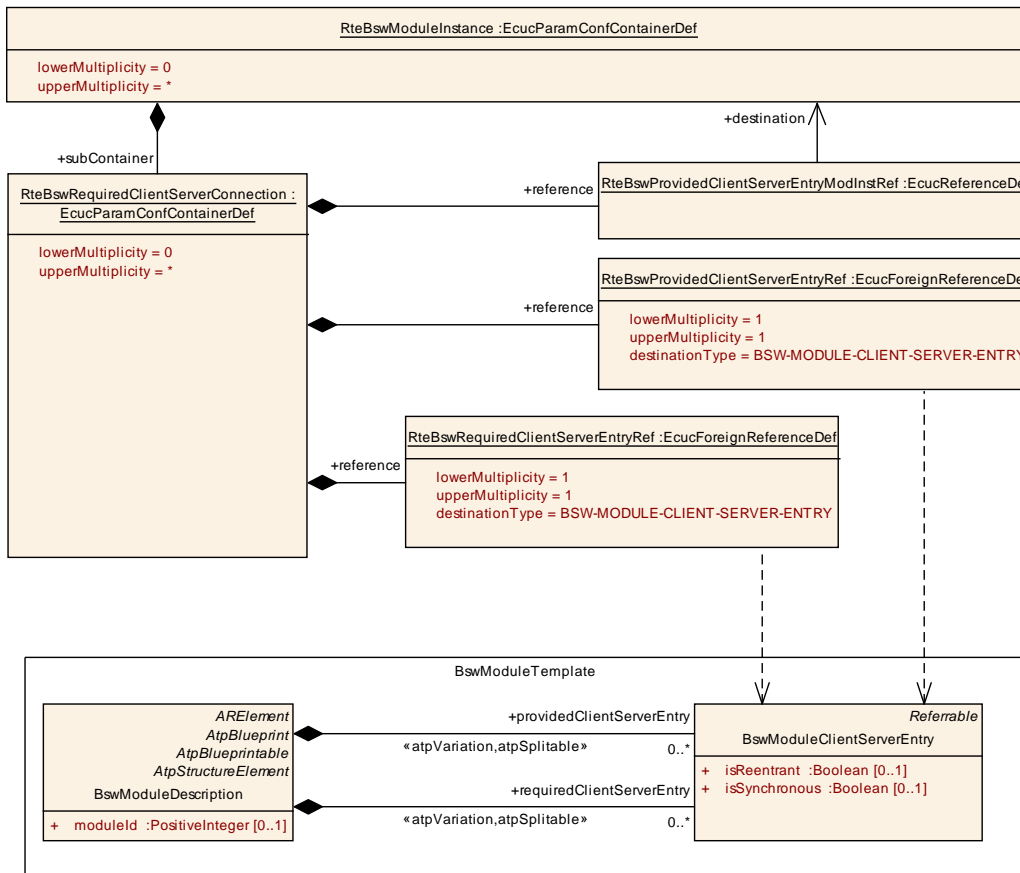 RteBswModuleInstance :EcucParamConfContainerDef
lowerMultiplicity = 0
upperMultiplicity = *
+destination
+subContainer
RteBswRequiredClientServerConnection :
EcucParamConfContainerDef
lowerMultiplicity = 0
upperMultiplicity = *
+reference
RteBswProvidedClientServerEntryModInstRef :EcucReferenceDe
+reference
RteBswProvidedClientServerEntryRef :EcucForeignReferenceDe
lowerMultiplicity = 1
upperMultiplicity = 1
destinationType = BSW-MODULE-CLIENT-SERVER-ENTRY
+reference
RteBswRequiredClientServerEntryRef :EcucForeignReferenceDef
lowerMultiplicity = 1
upperMultiplicity = 1
destinationType = BSW-MODULE-CLIENT-SERVER-ENTRY
BswModuleTemplate
ARElement
AtpBlueprint
AtpBlueprintable
AtpStructureElement
BswModuleDescription
+ moduleId :PositiveInteger [0..1]
+providedClientServerEntry
«atpVariation,atpSplitable»
0..*
+requiredClientServerEntry
«atpVariation,atpSplitable»
0..*
Referrable
BswModuleClientServerEntry
+ isReentrant :Boolean [0..1]
+ isSynchronous :Boolean [0..1]